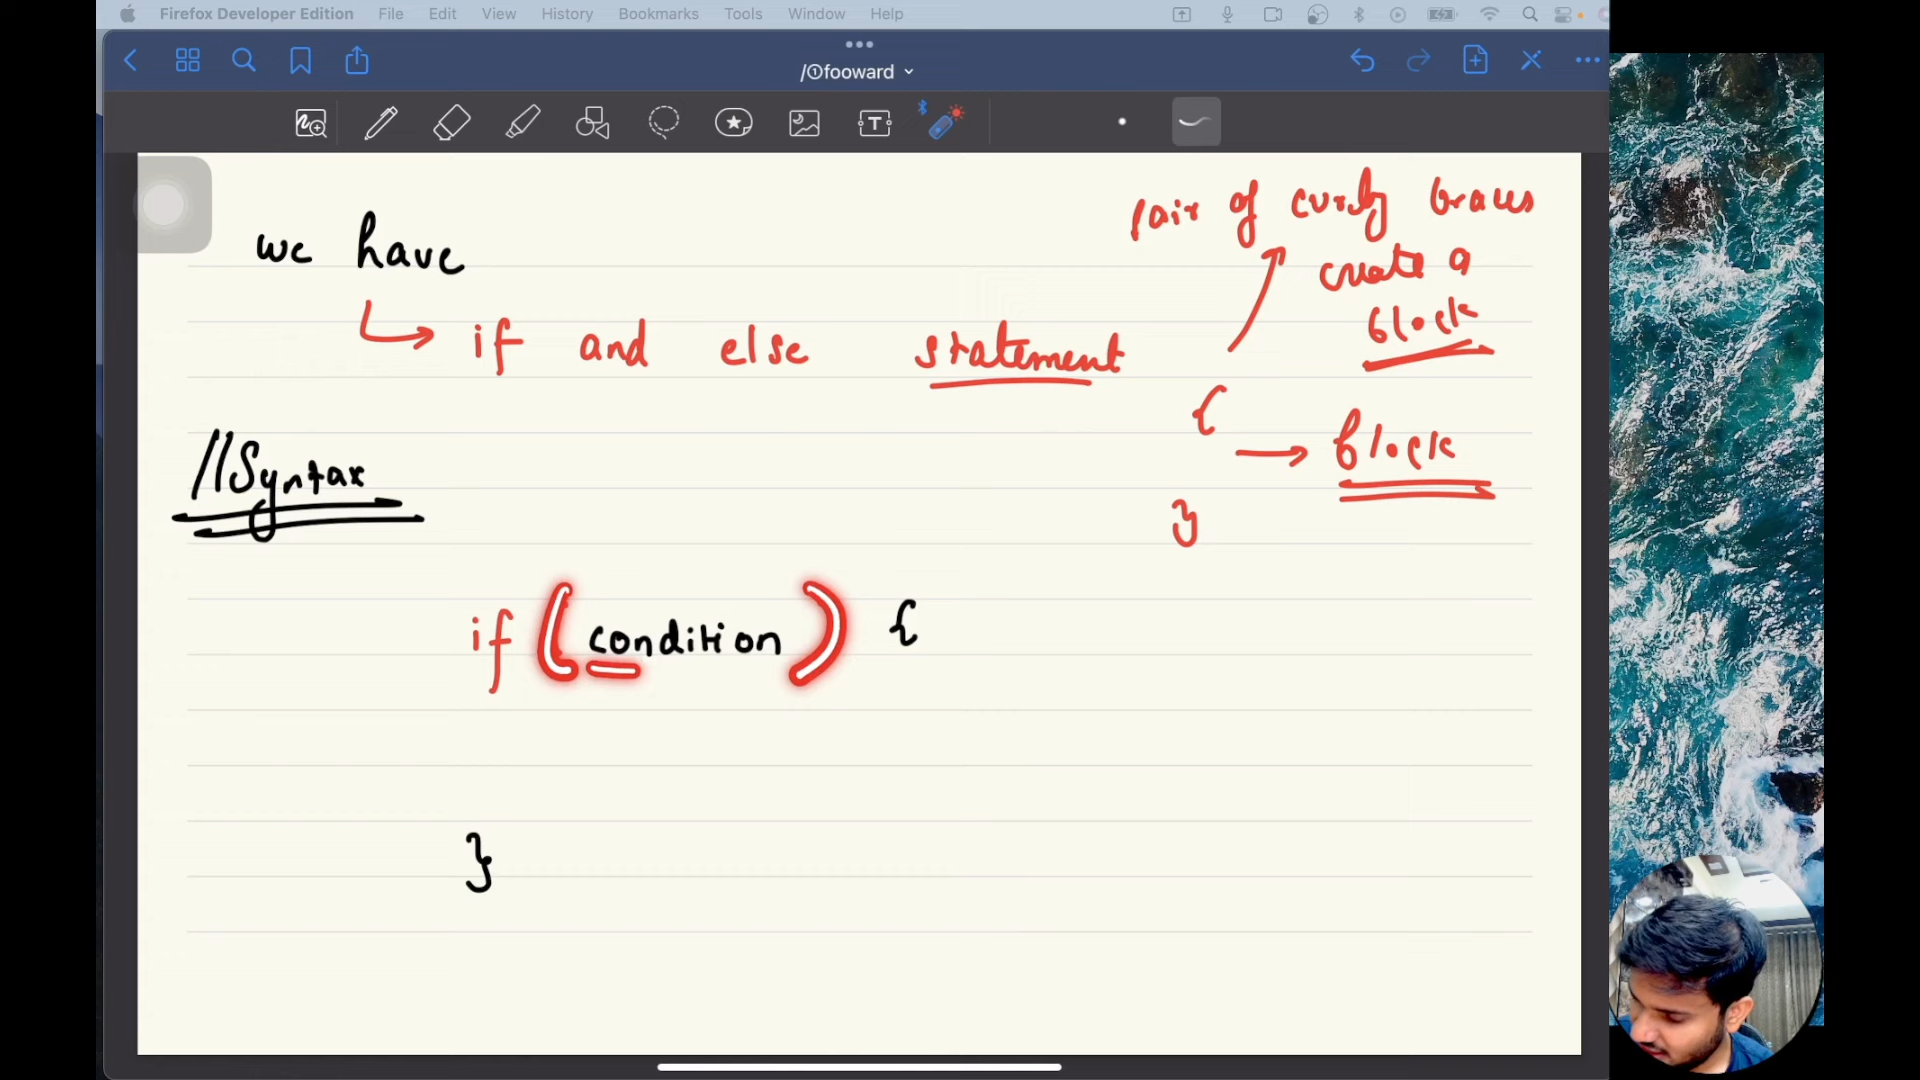 Firefox Developer Edition File Edit View History Bookmarks Tools Window Help
/①fooward
T
pair of curly braces
create a
block
we have
if and else statement
{
block
}
//Syntax
if (condition) {
}